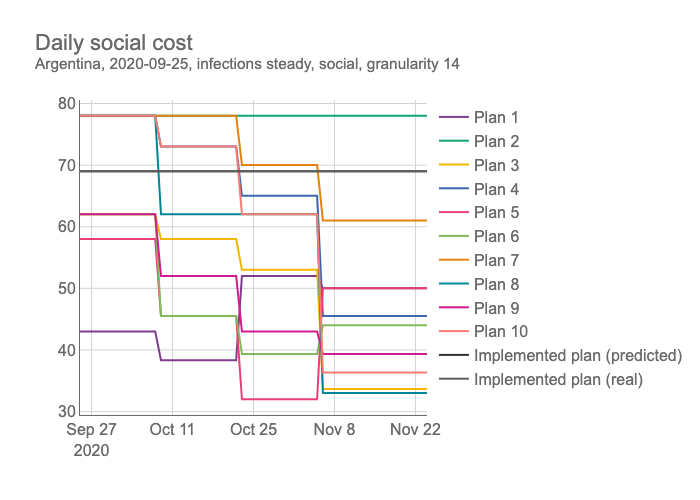 Daily social cost
Argentina, 2020-09-25, infections steady, social, granularity 14
80
70
60
50
40
30
Sep 27
2020
Oct 11
Oct 25
Nov 8
Nov 22
Plan 1
Plan 2
Plan 3
Plan 4
Plan 5
Plan 6
Plan 7
Plan 8
Plan 9
Plan 10
Implemented plan (predicted)
Implemented plan (real)